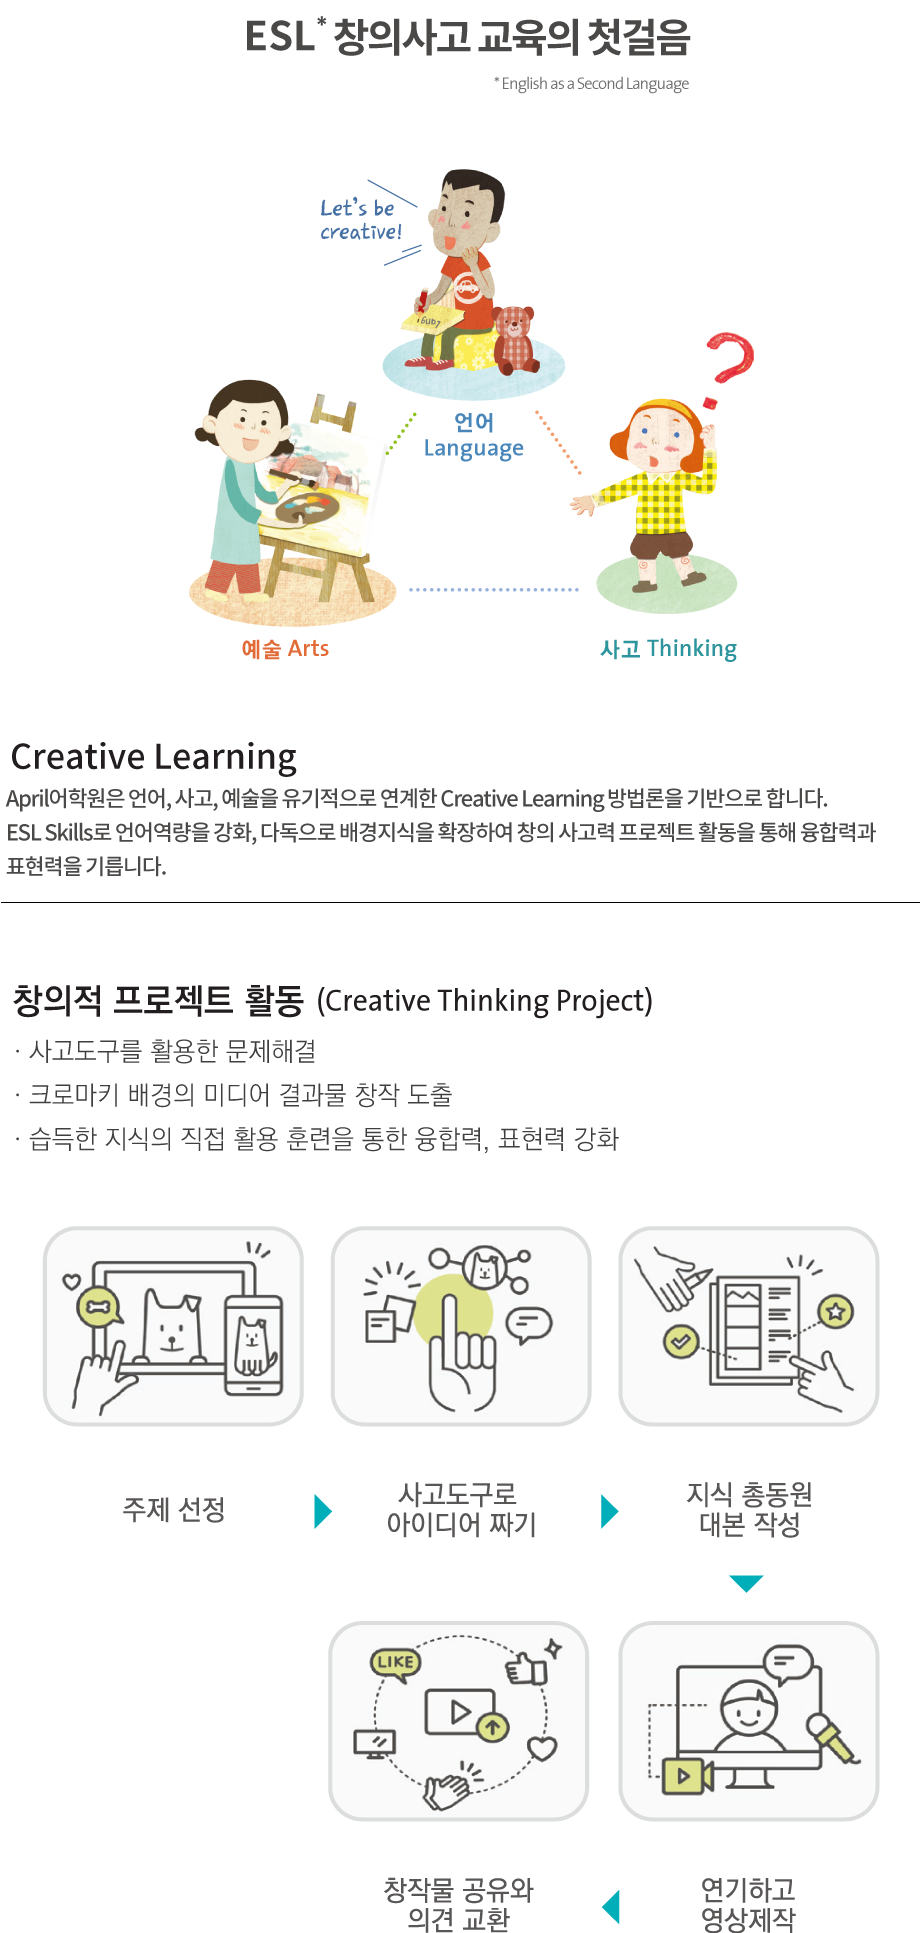 ESL* 창의사고 교육의 첫걸음
* English as a Second Language
Let's be
creative!
언어
Language
예술 Arts
사고 Thinking
Creative Learning
April어학원은 언어, 사고, 예술을 유기적으로 연계한 Creative Learning 방법론을 기반으로 합니다.
ESL Skills로 언어역량을 강화, 다독으로 배경지식을 확장하여 창의 사고력 프로젝트 활동을 통해 융합력과
표현력을 기릅니다.
창의적 프로젝트 활동 (Creative Thinking Project)
· 사고도구를 활용한 문제해결
· 크로마키 배경의 미디어 결과물 창작 도출
· 습득한 지식의 직접 활용 훈련을 통한 융합력, 표현력 강화
주제 선정
사고도구로
아이디어 짜기
지식 총동원
대본 작성
LIKE
창작물 공유와
의견 교환
연기하고
영상제작